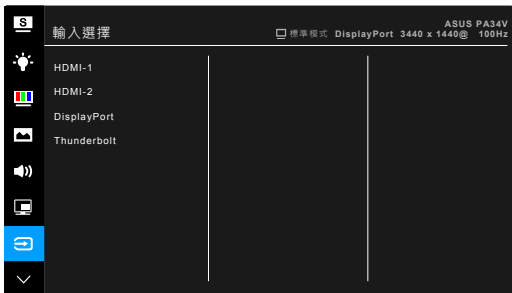 S
ASUS PA34V
輸入選擇
標準模式 DisplayPort 3440 x 1440@ 100Hz
HDMI-1
HDMI-2
DisplayPort
Thunderbolt